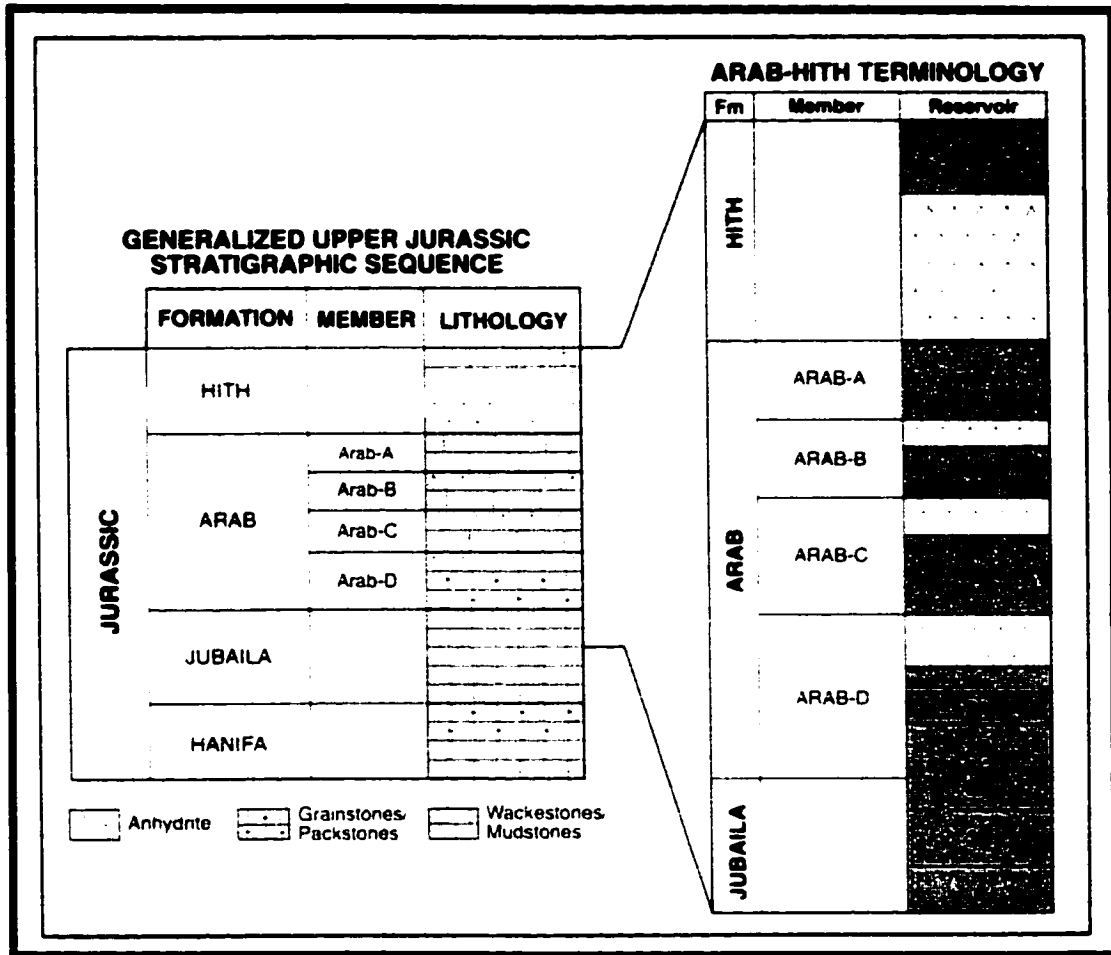 ARAB-HITH TERMINOLOGY
Fm Member Reservoir
HITH
ARAB
ARAB-A
ARAB-B
ARAB-C
ARAB-D
JUBAILA
GENERALIZED UPPER JURASSIC
STRATIGRAPHIC SEQUENCE
FORMATION MEMBER LITHOLOGY
JURASSIC
HITH
ARAB
Arab-A
Arab-B
Arab-C
Arab-D
JUBAILA
HANIFA
Anhydrite
Grainstones/
Packstones
Wackestones/
Mudstones